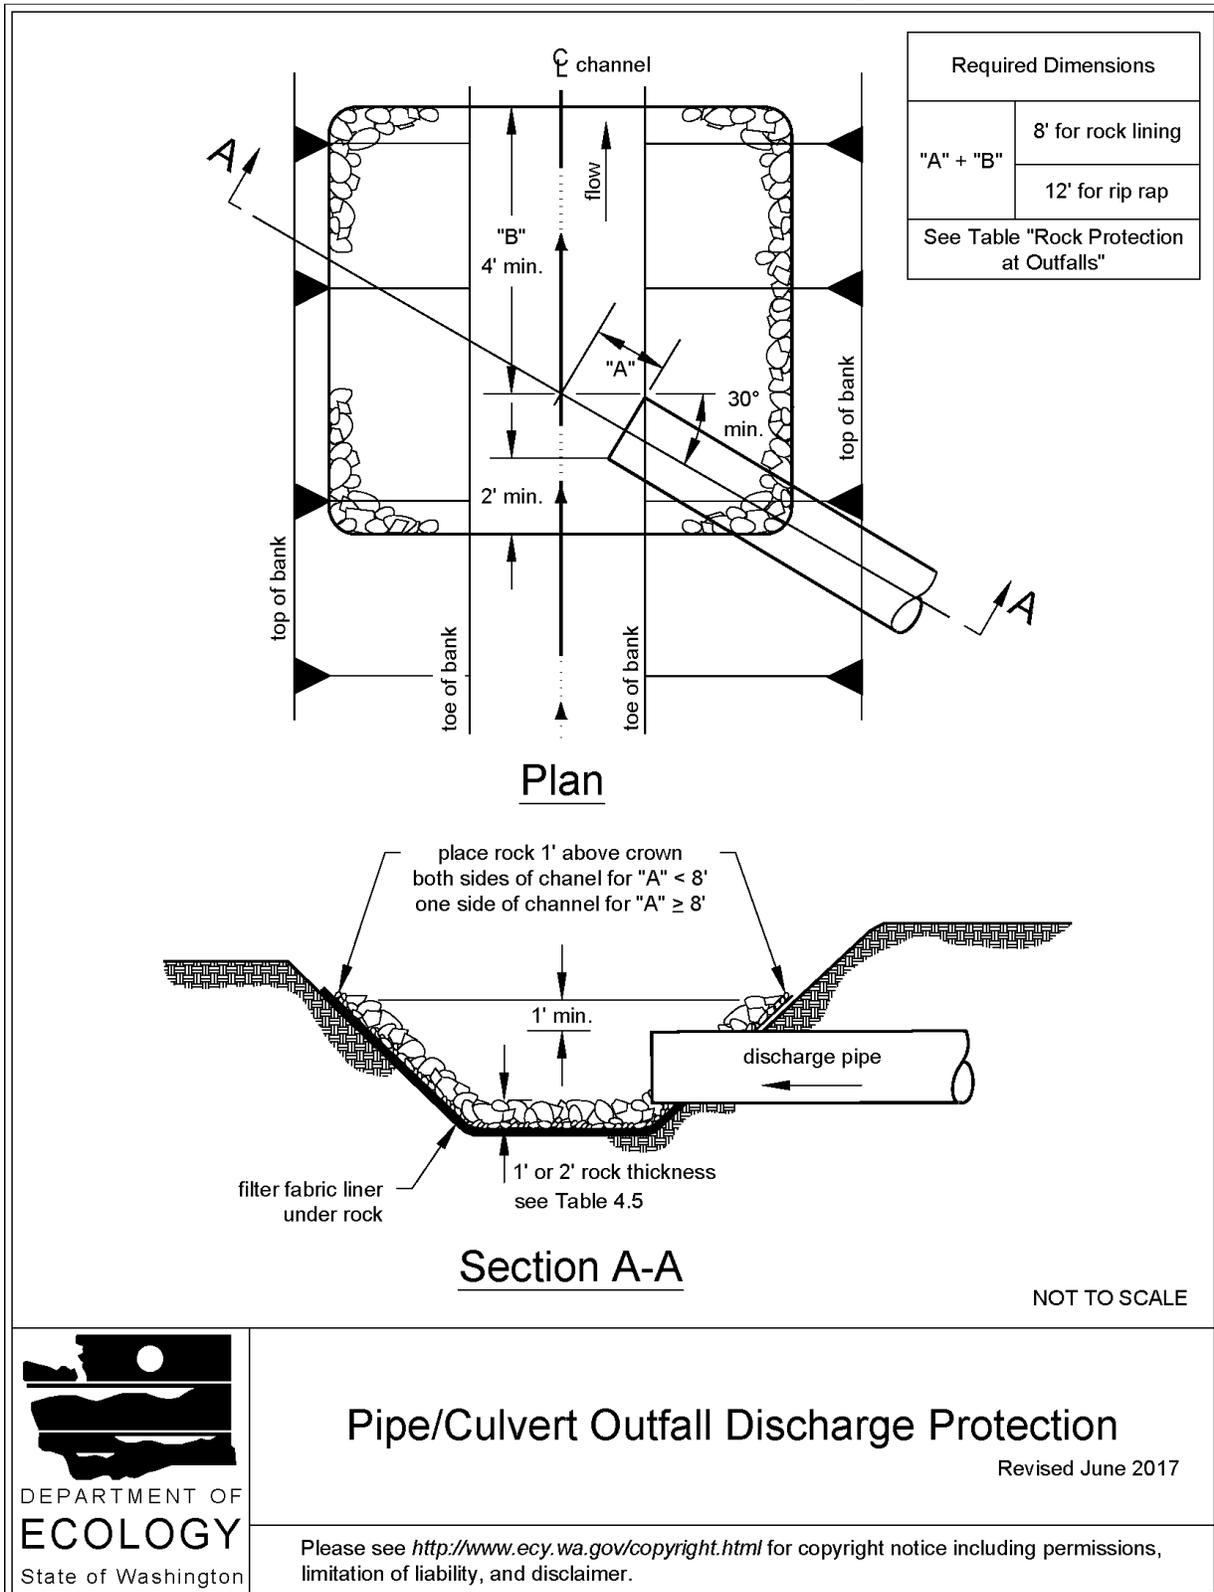 ℄ channel
Required Dimensions
"A" + "B"
8' for rock lining
12' for rip rap
See Table "Rock Protection
at Outfalls"
A
flow
"B"
4' min.
"A"
30°
min.
top of bank
2' min.
top of bank
toe of bank
toe of bank
A
Plan
place rock 1' above crown
both sides of chanel for "A" < 8'
one side of channel for "A" ≥ 8'
1' min.
discharge pipe
1' or 2' rock thickness
see Table 4.5
filter fabric liner
under rock
Section A-A
NOT TO SCALE
DEPARTMENT OF
ECOLOGY
State of Washington
Pipe/Culvert Outfall Discharge Protection
Revised June 2017
Please see http://www.ecy.wa.gov/copyright.html for copyright notice including permissions,
limitation of liability, and disclaimer.